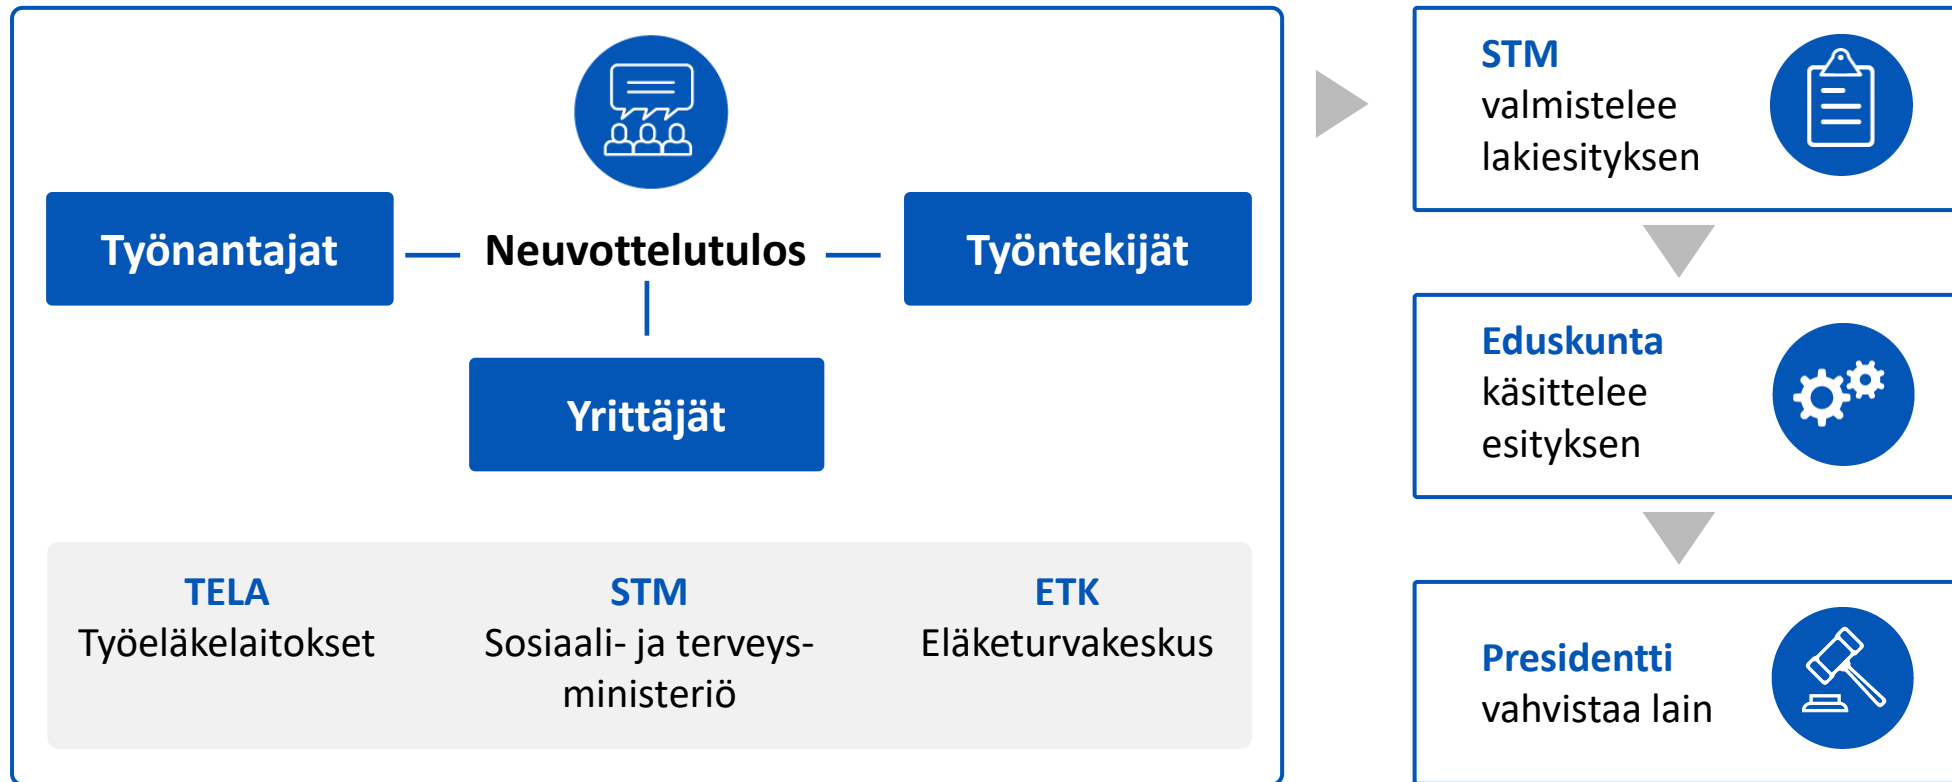 Työnantajat
Neuvottelutulos
Työntekijät
Yrittäjät
TELA
Työeläkelaitokset
STM
Sosiaali- ja terveys-
ministeriö
ETK
Eläketurvakeskus
STM
valmistelee
lakiesityksen
Eduskunta
käsittelee
esityksen
Presidentti
vahvistaa lain